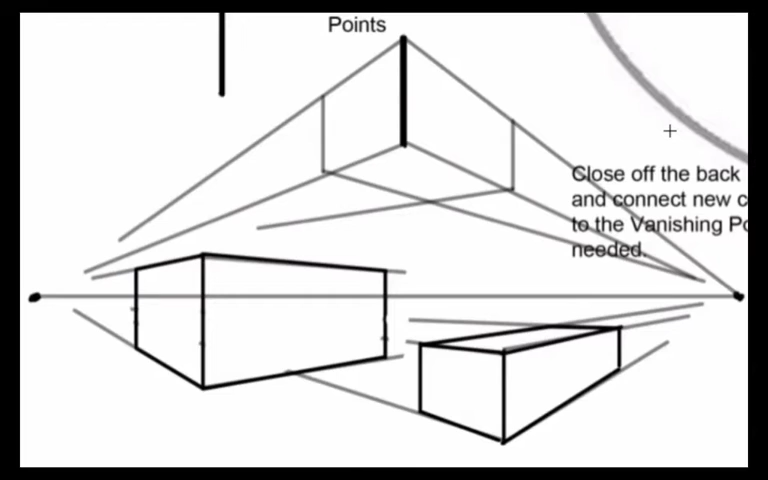 Points
Close off the back
and connect new c
to the Vanishing Po
needed.